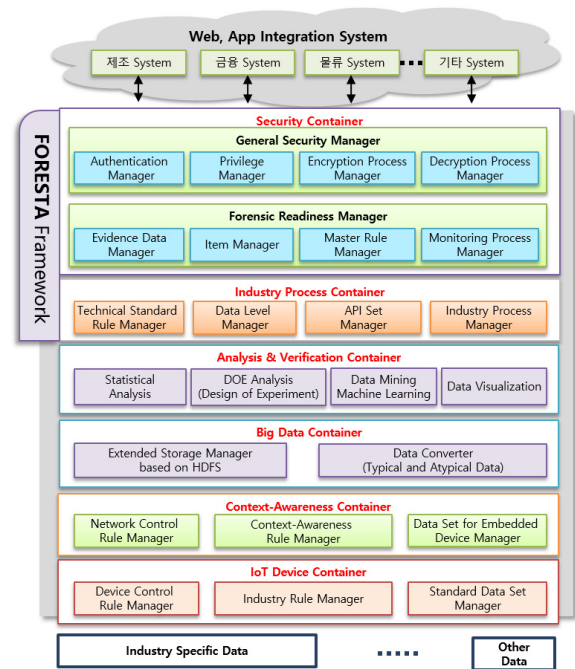 Web, App Integration System
제조 System
금융 System
물류 System
기타 System
FORESTA Framework
Security Container
General Security Manager
Authentication
Manager
Privilege
Manager
Encryption Process
Manager
Decryption Process
Manager
Forensic Readiness Manager
Evidence Data
Manager
Item Manager
Master Rule
Manager
Monitoring Process
Manager
Industry Process Container
Technical Standard
Rule Manager
Data Level
Manager
API Set
Manager
Industry Process
Manager
Analysis & Verification Container
Statistical
Analysis
DOE Analysis
(Design of Experiment)
Data Mining
Machine Learning
Data Visualization
Big Data Container
Extended Storage Manager
based on HDFS
Data Converter
(Typical and Atypical Data)
Context-Awareness Container
Network Control
Rule Manager
Context-Awareness
Rule Manager
Data Set for Embedded
Device Manager
IoT Device Container
Device Control
Rule Manager
Industry Rule Manager
Standard Data Set
Manager
Industry Specific Data
Other
Data